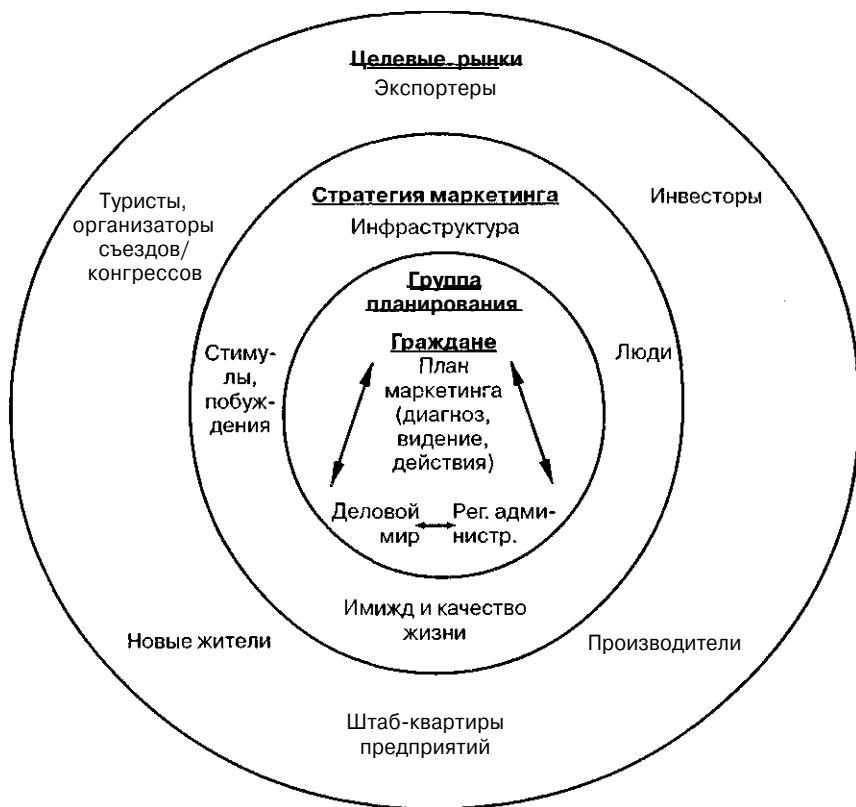 Целевые рынки
Экспортеры
Туристы,
организаторы
съездов/
конгрессов
Инвесторы
Стратегия маркетинга
Инфраструктура
Группа
планирования
Граждане
План
маркетинга
(диагноз,
видение,
действия)
Стиму-
лы,
побуж-
дения
Люди
Деловой
мир
Рег. адми-
нистр.
Имижд и качество
жизни
Новые жители
Производители
Штаб-квартиры
предприятий